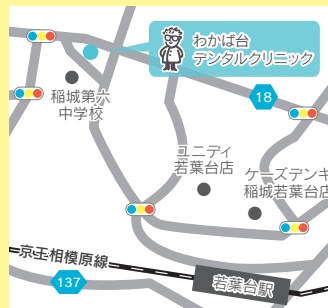 わかば台
デンタルクリニック
稲城第六
中学校
18
ユニディ
若葉台店
ケーズデンキ
稲城若葉台店
京王相模原線
137
若葉台駅